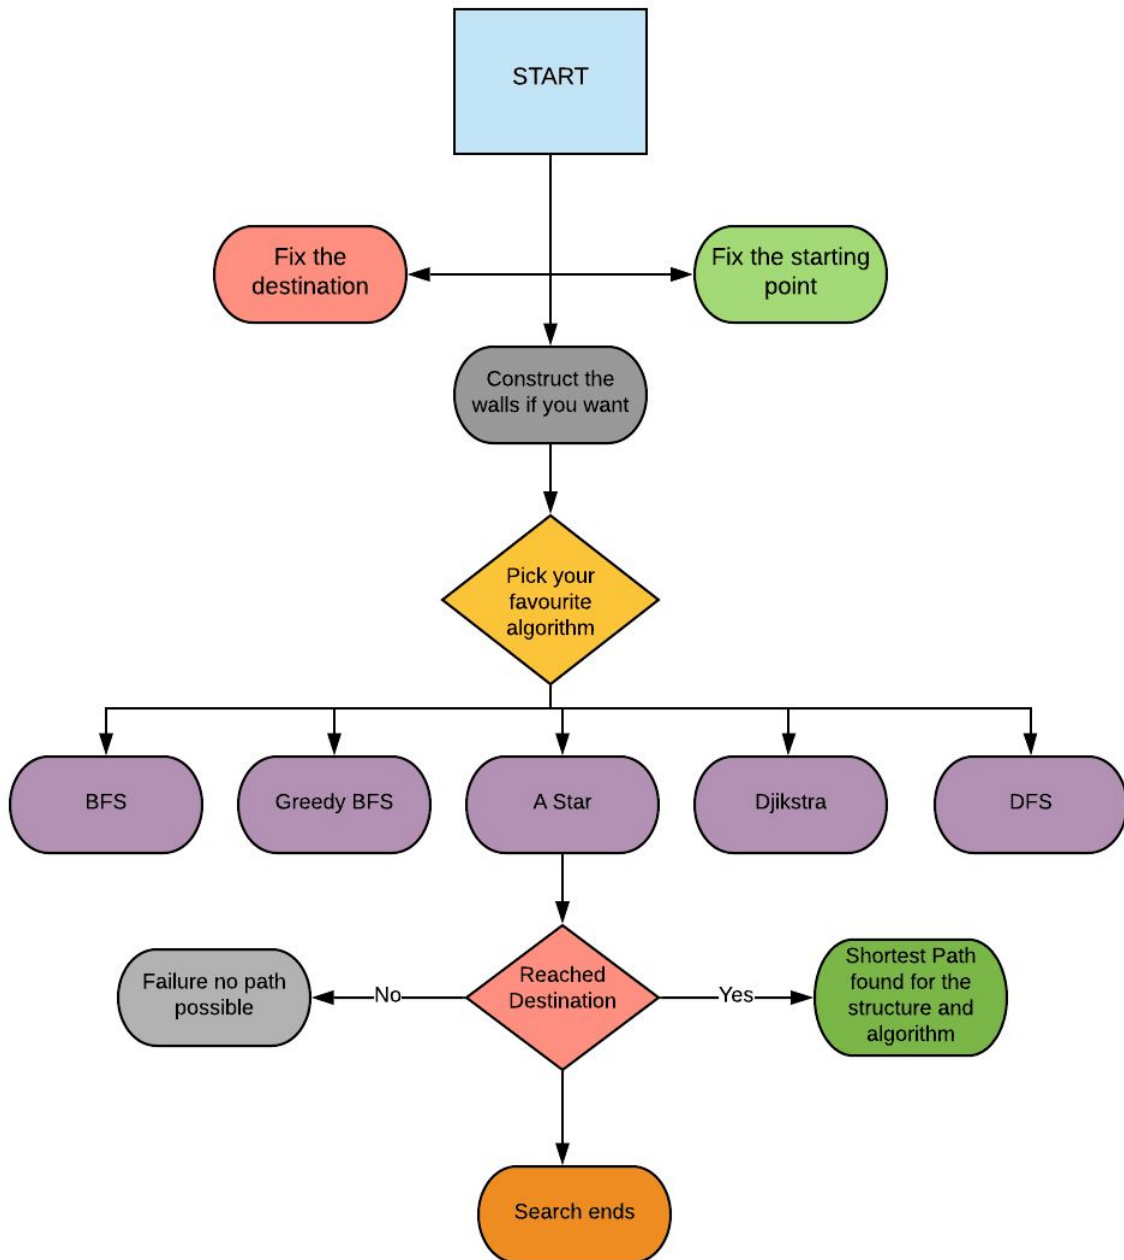 START
Fix the
destination
Fix the starting
point
Construct the
walls if you want
Pick your
favourite
algorithm
BFS
Greedy BFS
A Star
Djikstra
DFS
Failure no path
possible
No
Reached
Destination
Yes
Shortest Path
found for the
structure and
algorithm
Search ends